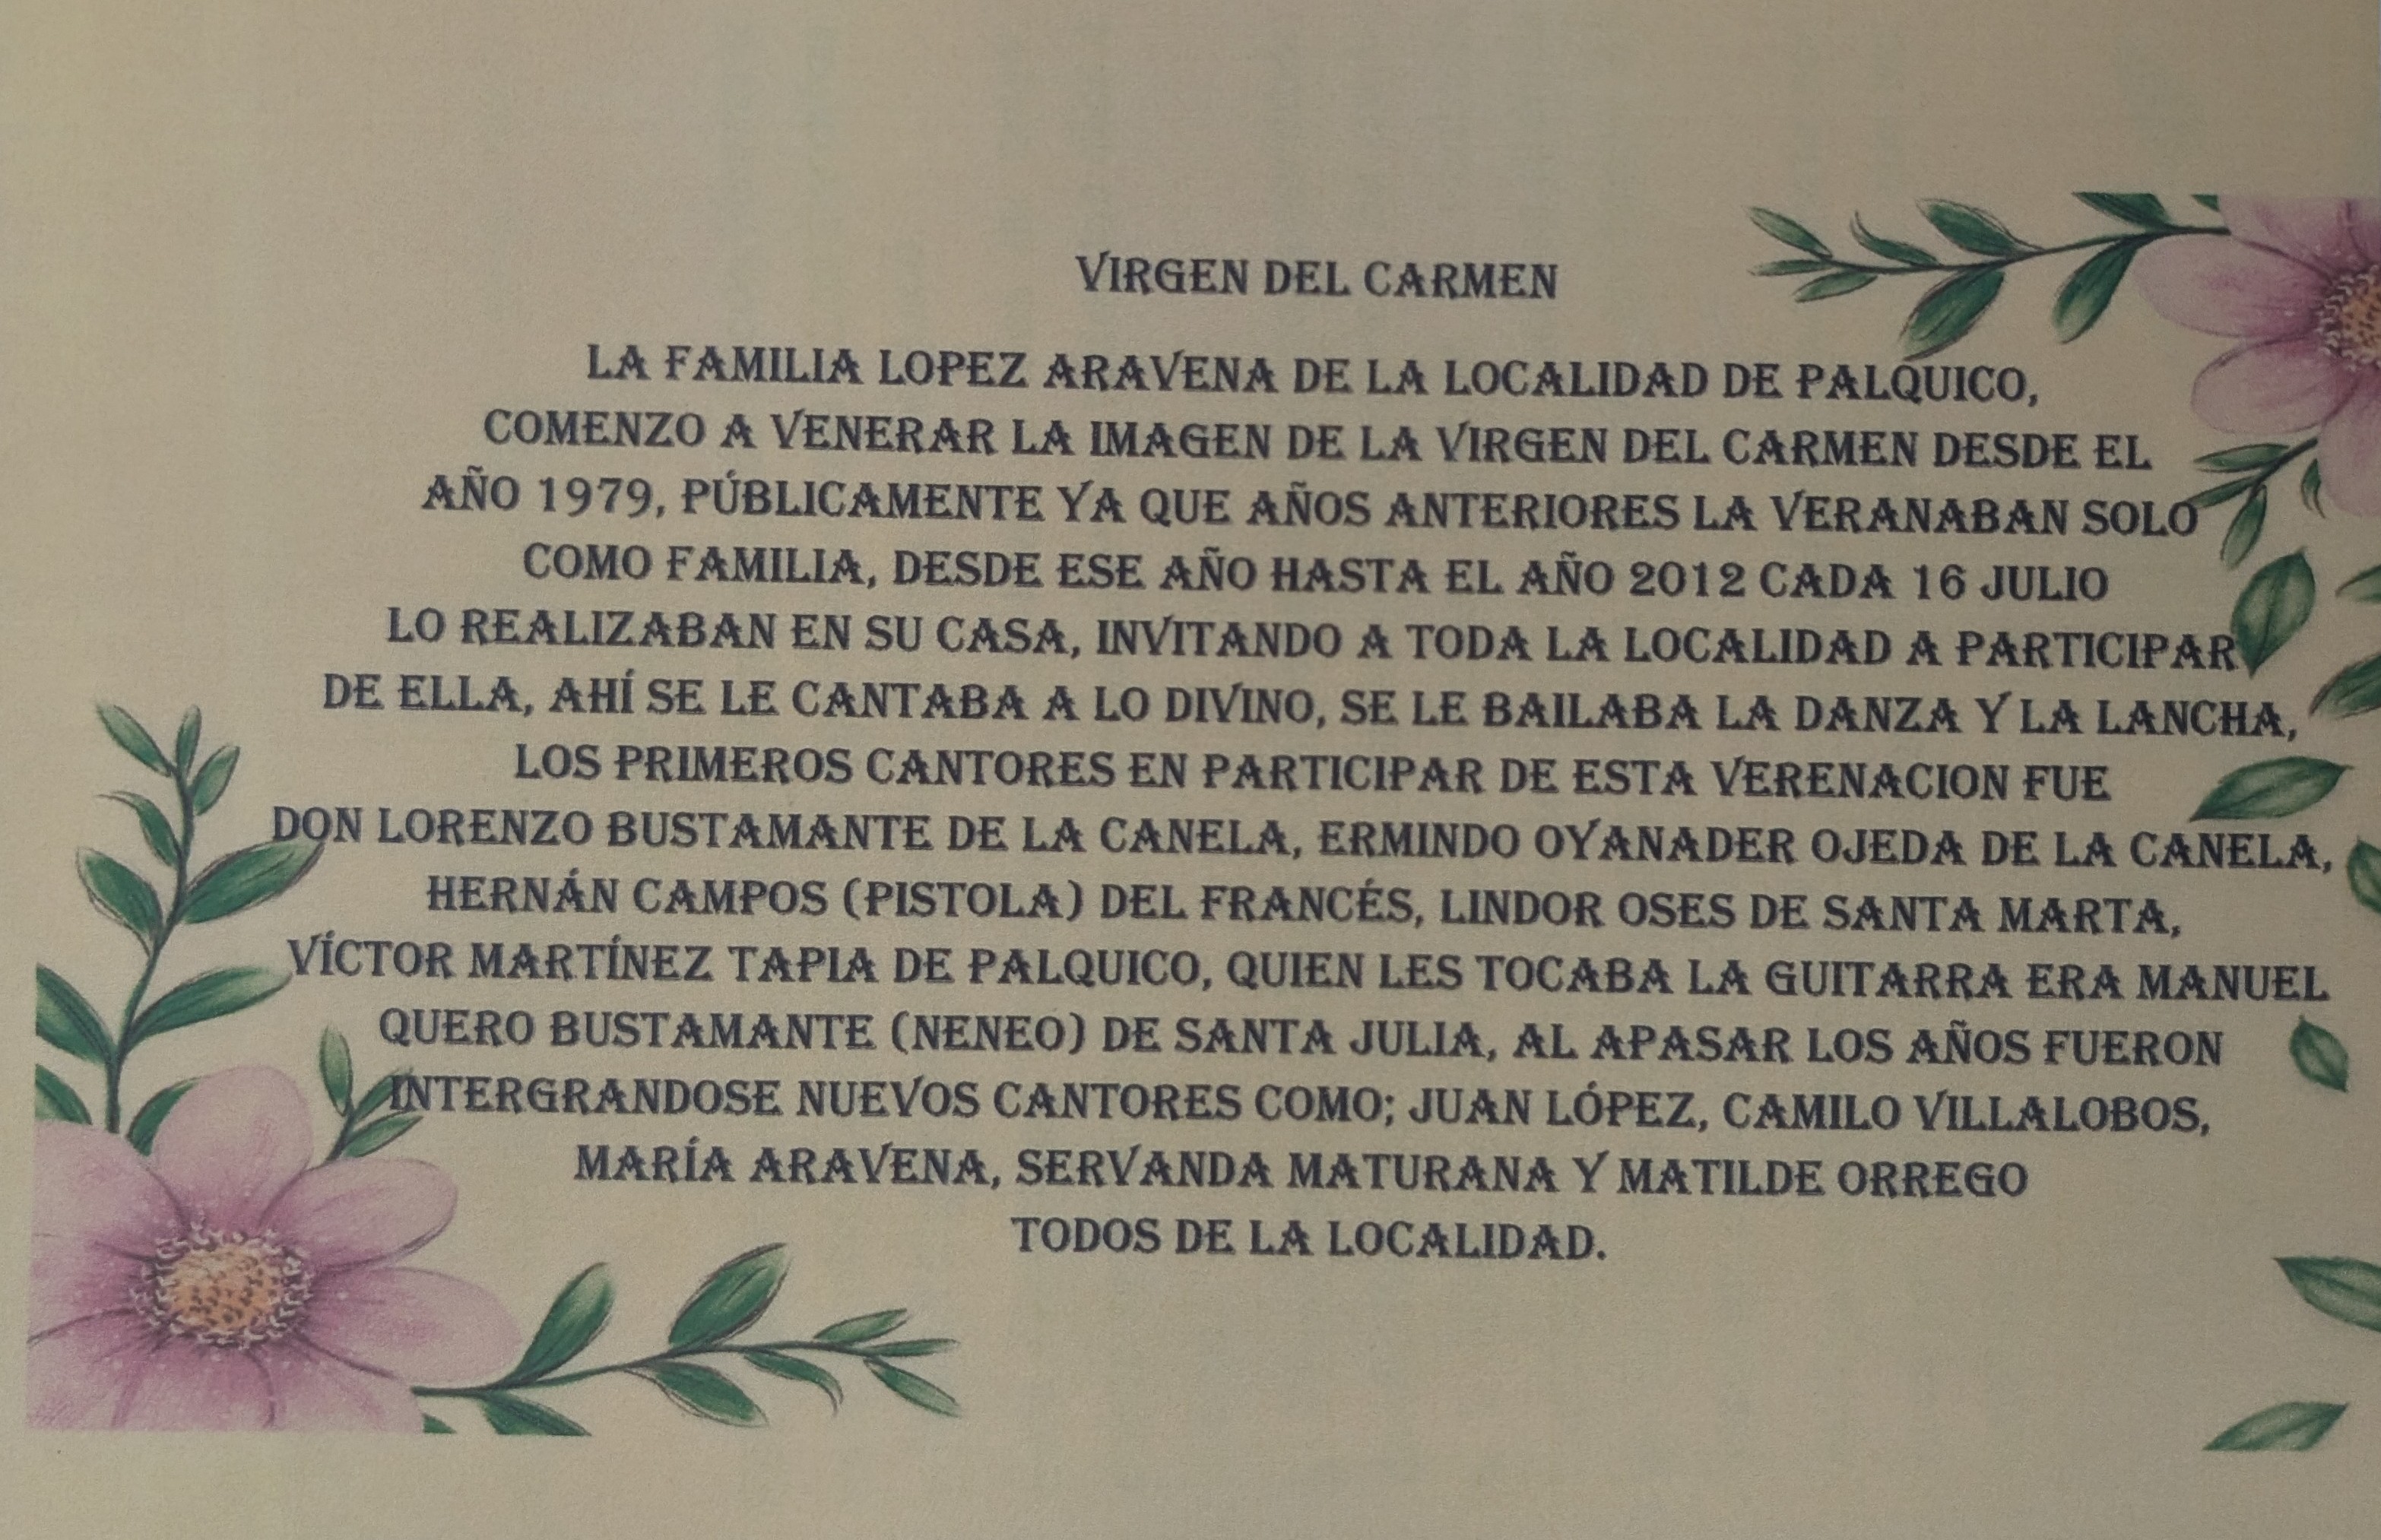 VIRGEN DEL CARMEN
LA FAMILIA LOPEZ ARAVENA DE LA LOCALIDAD DE PALQUICO,
COMENZO A VENERAR LA IMAGEN DE LA VIRGEN DEL CARMEN DESDE EL
AÑO 1979, PÚBLICAMENTE YA QUE AÑOS ANTERIORES LA VERANABAN SOLO
COMO FAMILIA, DESDE ESE AÑO HASTA EL AÑO 2012 CADA 16 JULIO
LO REALIZABAN EN SU CASA, INVITANDO A TODA LA LOCALIDAD A PARTICIPAR
DE ELLA, AHÍ SE LE CANTABA A LO DIVINO, SE LE BAILABA LA DANZA Y LA LANCHA,
LOS PRIMEROS CANTORES EN PARTICIPAR DE ESTA VERENACION FUE
DON LORENZO BUSTAMANTE DE LA CANELA, ERMINDO OYANADER OJEDA DE LA CANELA,
HERNÁN CAMPOS (PISTOLA) DEL FRANCÉS, LINDOR OSES DE SANTA MARTA,
VÍCTOR MARTÍNEZ TAPIA DE PALQUICO, QUIEN LES TOCABA LA GUITARRA ERA MANUEL
QUERO BUSTAMANTE (NENEO) DE SANTA JULIA, AL APASAR LOS AÑOS FUERON
INTERGRANDOSE NUEVOS CANTORES COMO; JUAN LÓPEZ, CAMILO VILLALOBOS,
MARÍA ARAVENA, SERVANDA MATURANA Y MATILDE ORREGO
TODOS DE LA LOCALIDAD.